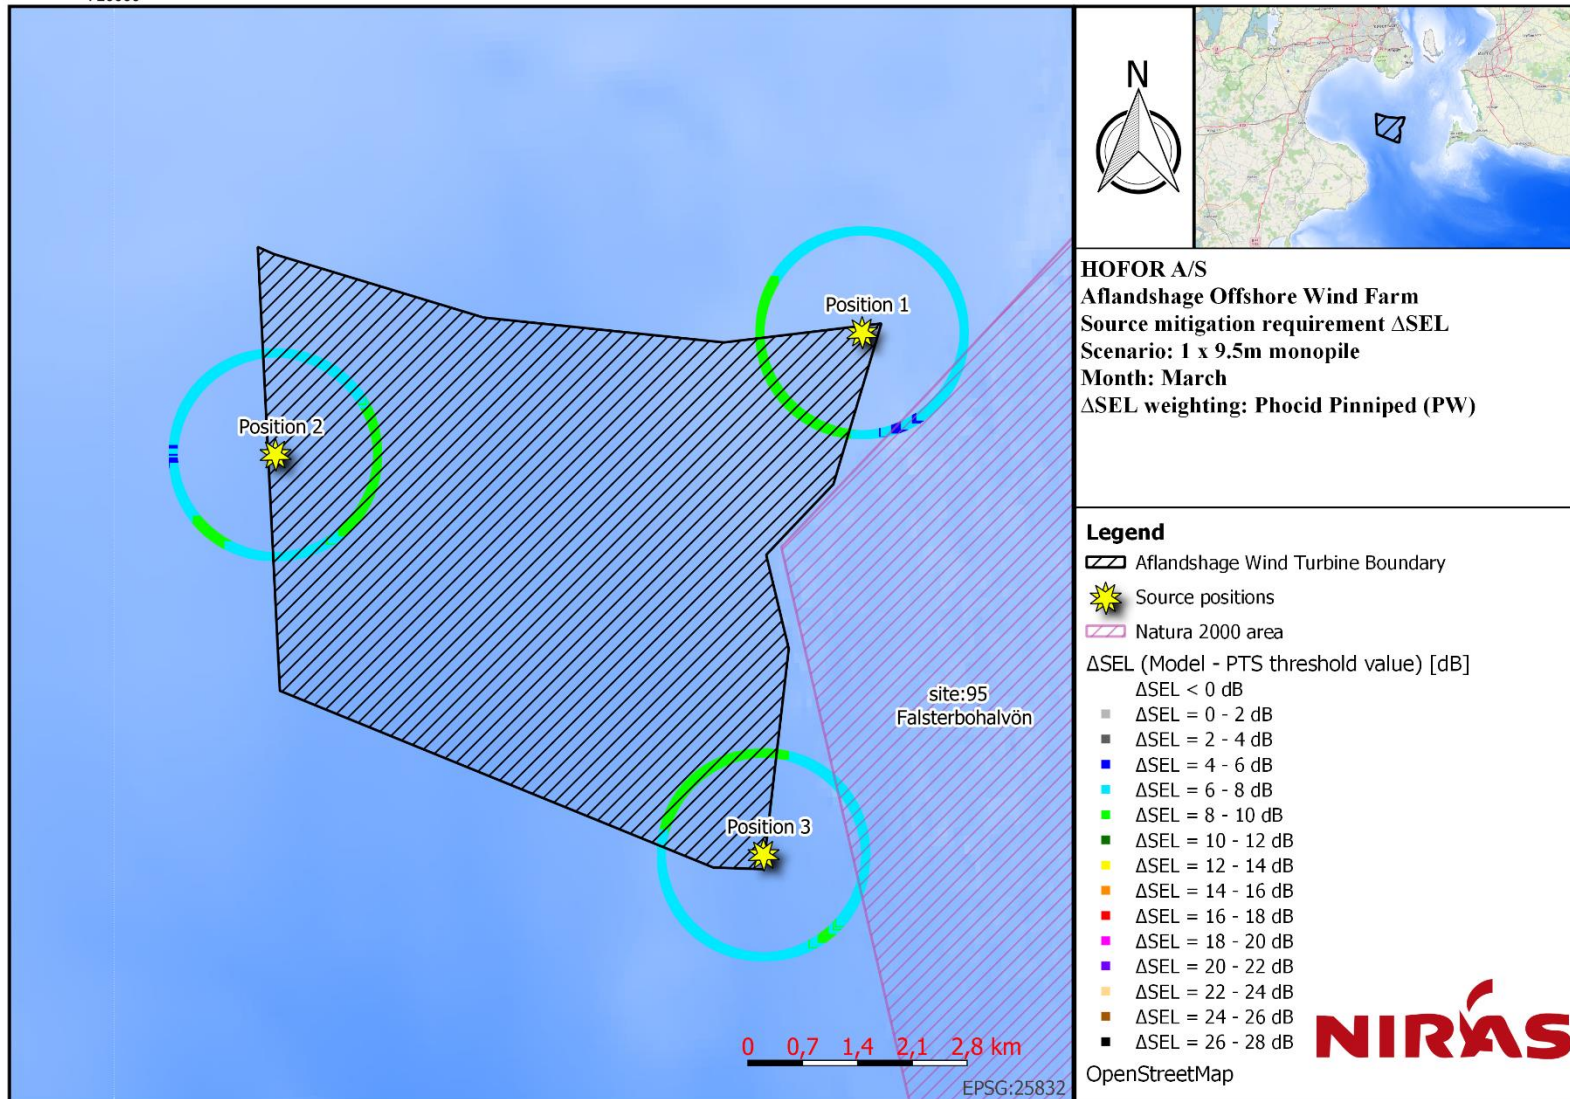 N
HOFOR A/S
Aflandshage Offshore Wind Farm
Source mitigation requirement ΔSEL
Scenario: 1 x 9.5m monopile
Month: March
ΔSEL weighting: Phocid Pinniped (PW)
Position 1
Position 2
Position 3
site:95
Falsterbohalvön
0 0,7 1,4 2,1 2,8 km
EPSG:25832
Legend
Aflandshage Wind Turbine Boundary
Source positions
Natura 2000 area
ΔSEL (Model - PTS threshold value) [dB]
ΔSEL < 0 dB
ΔSEL = 0 - 2 dB
ΔSEL = 2 - 4 dB
ΔSEL = 4 - 6 dB
ΔSEL = 6 - 8 dB
ΔSEL = 8 - 10 dB
ΔSEL = 10 - 12 dB
ΔSEL = 12 - 14 dB
ΔSEL = 14 - 16 dB
ΔSEL = 16 - 18 dB
ΔSEL = 18 - 20 dB
ΔSEL = 20 - 22 dB
ΔSEL = 22 - 24 dB
ΔSEL = 24 - 26 dB
ΔSEL = 26 - 28 dB
OpenStreetMap
NIRAS